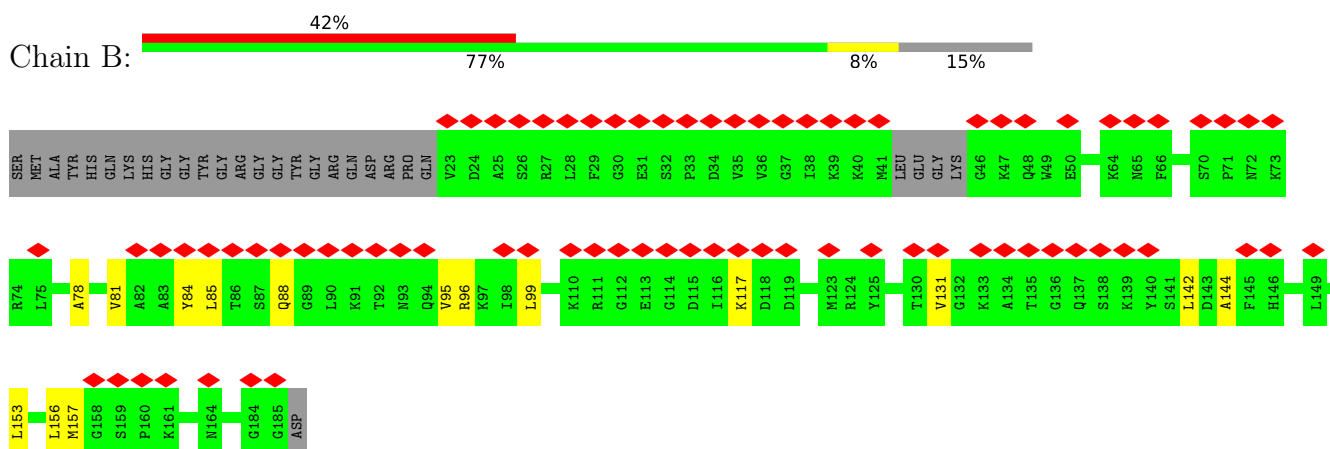 42%
Chain B:
77% 8% 15%
SER MET ALA TYR HIS GLN LYS HIS GLY GLY TYR GLY ARG GLY GLY TYR GLY ARG GLN ASP ARG PRO GLN V23 D24 A25 S26 R27 L28 F29 G30 E31 S32 P33 D34 V35 V36 G37 I38 K39 K40 M41 LEU GLU GLY LYS G46 K47 Q48 W49 E50 K64 N65 F66 S70 P71 N72 K73
R74 L75 A78 V81 A82 A83 Y84 L85 T86 S87 Q88 G89 L90 K91 T92 N93 Q94 V95 R96 K97 I98 L99 K110 R111 G112 E113 G114 D115 I116 K117 D118 D119 M123 R124 Y125 T130 V131 G132 K133 A134 T135 G136 Q137 S138 K139 Y140 S141 L142 D143 A144 F145 H146 L149
L153 L156 M157 G158 S159 P160 K161 N164 G184 G185 ASP